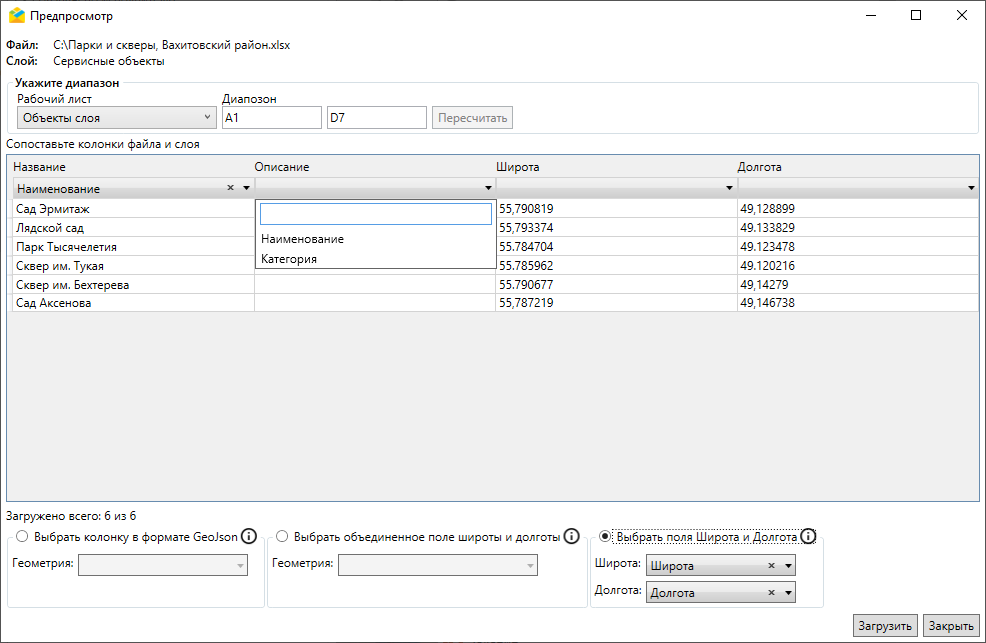 Предпросмотр
Файл: C:\Парки и скверы, Вахитовский район.xlsx
Слой: Сервисные объекты
Укажите диапазон
Рабочий лист Диапозон
Объекты слоя A1 D7 Пересчитать
Сопоставьте колонки файла и слоя
Название Описание Широта Долгота
Наименование
Сад Эрмитаж 55,790819 49,128899
Лядской сад 55,793374 49.133829
Наименование
Парк Тысячелетия 55.784704 49.123478
Категория
Сквер им. Тукая 55.785962 49.120216
Сквер им. Бехтерева 55.790677 49,14279
Сад Аксенова 55,787219 49,146738
Загружено всего: 6 из 6
Выбрать колонку в формате GeoJson Выбрать объединенное поле широты и долготы Выбрать поля Широта и Долгота
Геометрия: Геометрия: Широта: Широта
Долгота: Долгота
Загрузить Закрыть